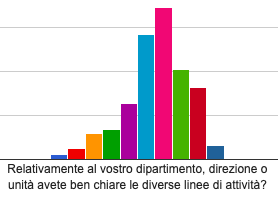 Relativamente al vostro dipartimento, direzione o
unità avete ben chiare le diverse linee di attività?